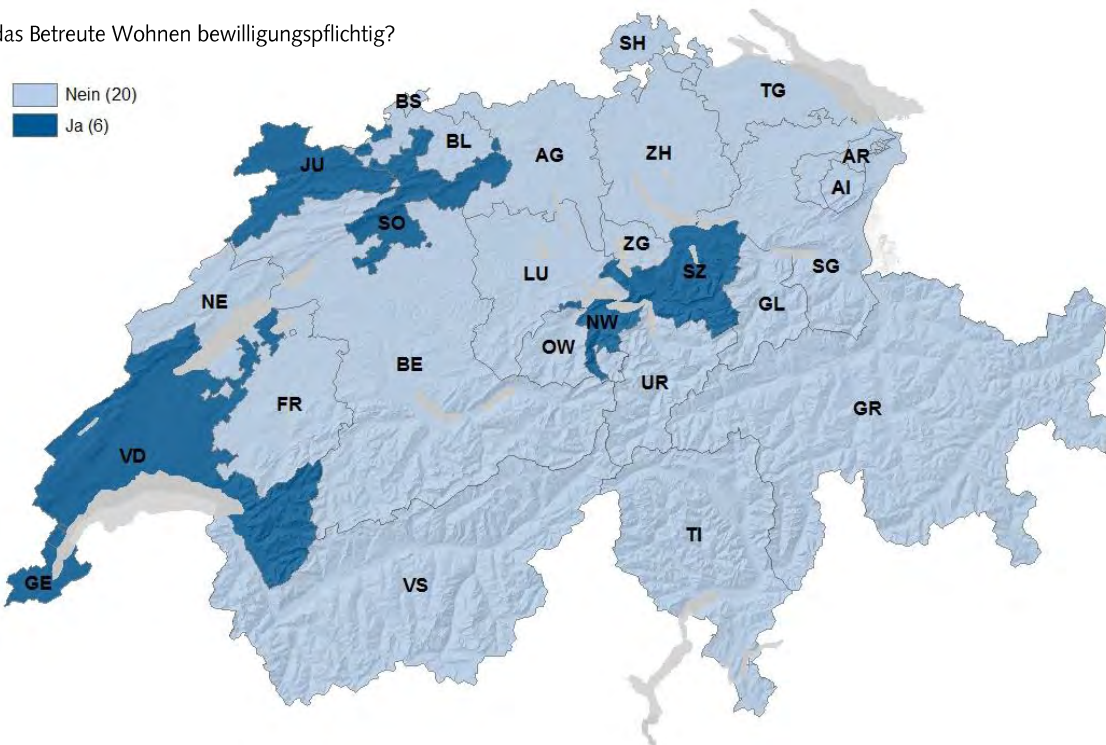 das Betreute Wohnen bewilligungspflichtig?
Nein (20)
Ja (6)
SH
BS
TG
BL
AG
ZH
AR
JU
AI
SO
ZG
LU
SZ
SG
NE
GL
NW
OW
BE
UR
FR
GR
VD
TI
GE
VS